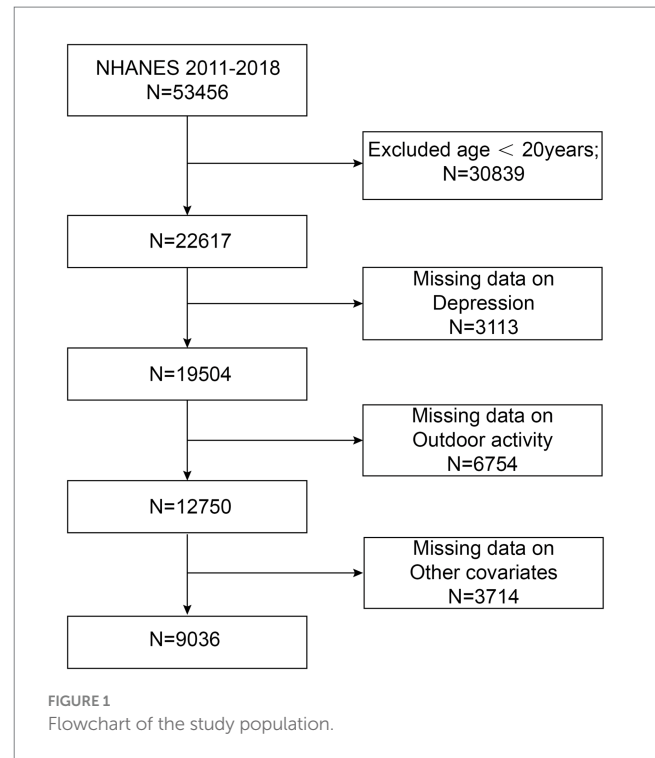 NHANES 2011-2018
N=53456
Excluded age < 20years;
N=30839
N=22617
Missing data on
Depression
N=3113
N=19504
Missing data on
Outdoor activity
N=6754
N=12750
Missing data on
Other covariates
N=3714
N=9036
FIGURE 1
Flowchart of the study population.